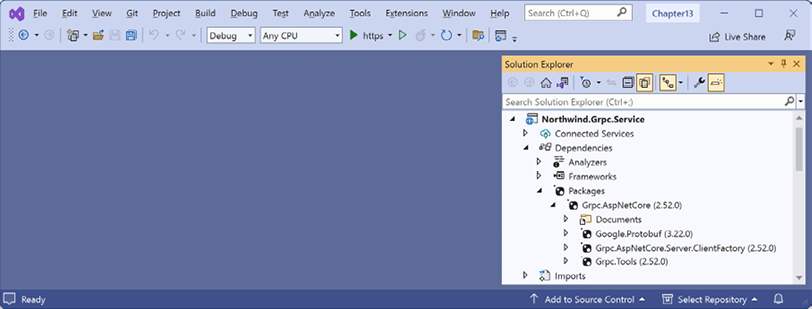 File Edit View Git Project Build Debug Test Analyze Tools Extensions Window Help Search (Ctrl+Q) Chapter13
Debug Any CPU https Live Share
Solution Explorer
Search Solution Explorer (Ctrl+;)
Northwind.Grpc.Service
Connected Services
Dependencies
Analyzers
Frameworks
Packages
Grpc.AspNetCore (2.52.0)
Documents
Google.Protobuf (3.22.0)
Grpc.AspNetCore.Server.ClientFactory (2.52.0)
Grpc.Tools (2.52.0)
Imports
Ready Add to Source Control Select Repository